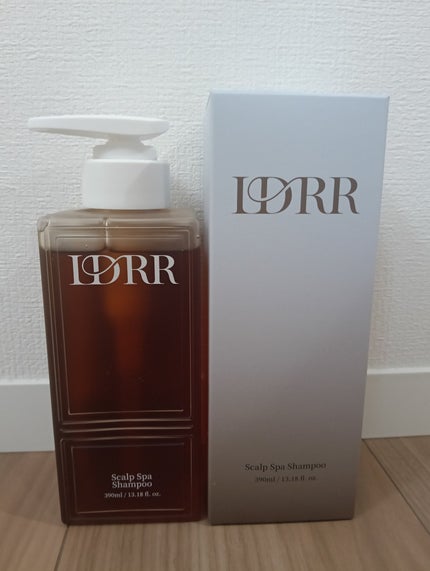 IDRR
Scalp Spa
Shampoo
390ml / 13.18 fl. oz.
IDRR
Scalp Spa Shampoo
390ml / 13.18 fl. oz.